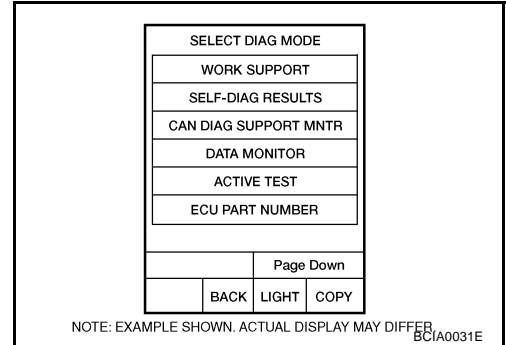 SELECT DIAG MODE
WORK SUPPORT
SELF-DIAG RESULTS
CAN DIAG SUPPORT MNTR
DATA MONITOR
ACTIVE TEST
ECU PART NUMBER
Page Down
BACK LIGHT COPY
NOTE: EXAMPLE SHOWN. ACTUAL DISPLAY MAY DIFFER.
BCIA0031E